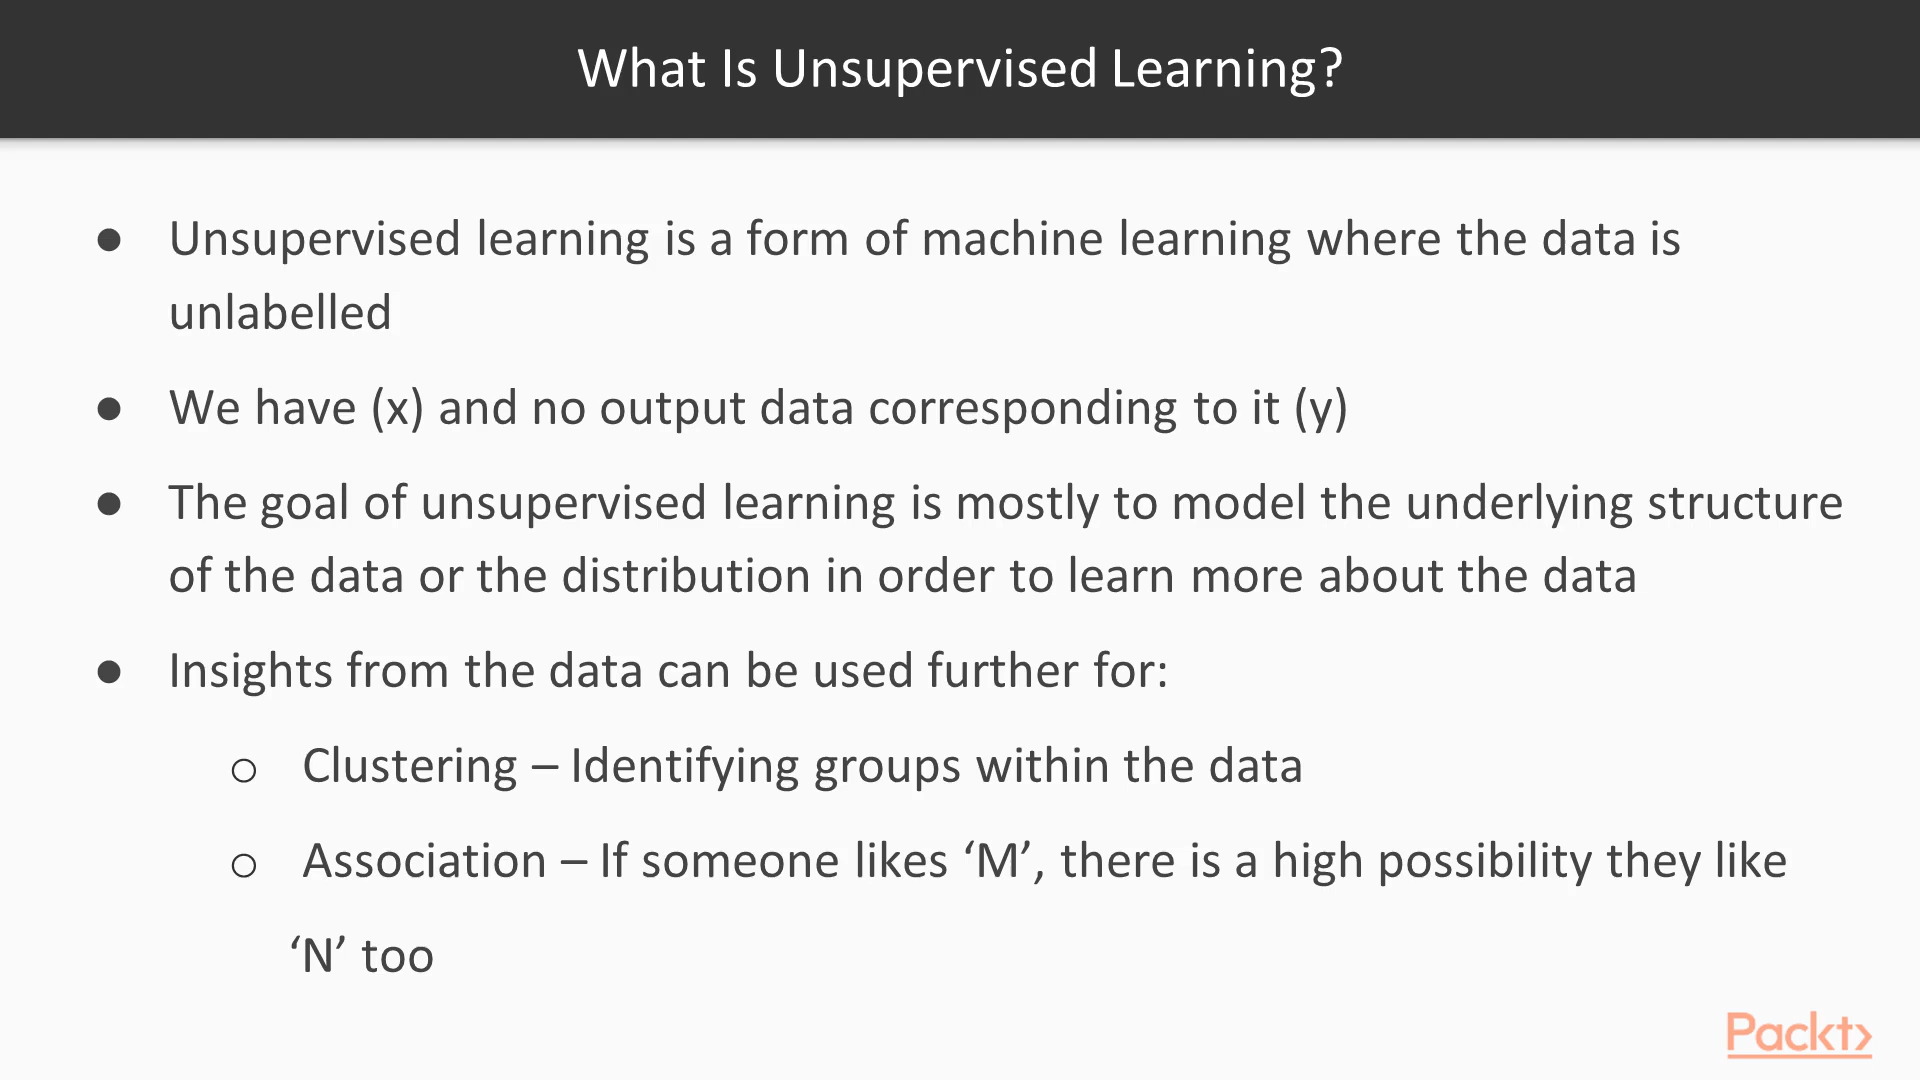 What Is Unsupervised Learning?
● Unsupervised learning is a form of machine learning where the data is
unlabelled
● We have (x) and no output data corresponding to it (y)
● The goal of unsupervised learning is mostly to model the underlying structure
of the data or the distribution in order to learn more about the data
● Insights from the data can be used further for:
○ Clustering – Identifying groups within the data
○ Association – If someone likes ‘M’, there is a high possibility they like
‘N’ too
Packt>